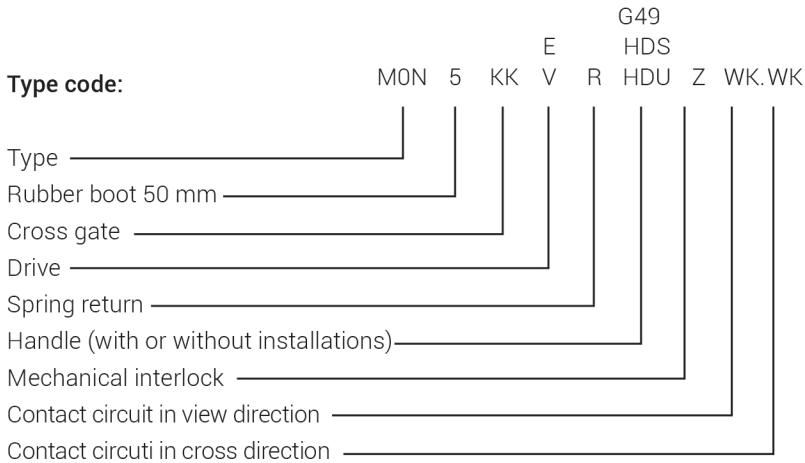 G49
E HDS
Type code: M0N 5 KK V R HDU Z WK.WK
Type
Rubber boot 50 mm
Cross gate
Drive
Spring return
Handle (with or without installations)
Mechanical interlock
Contact circuit in view direction
Contact circuti in cross direction